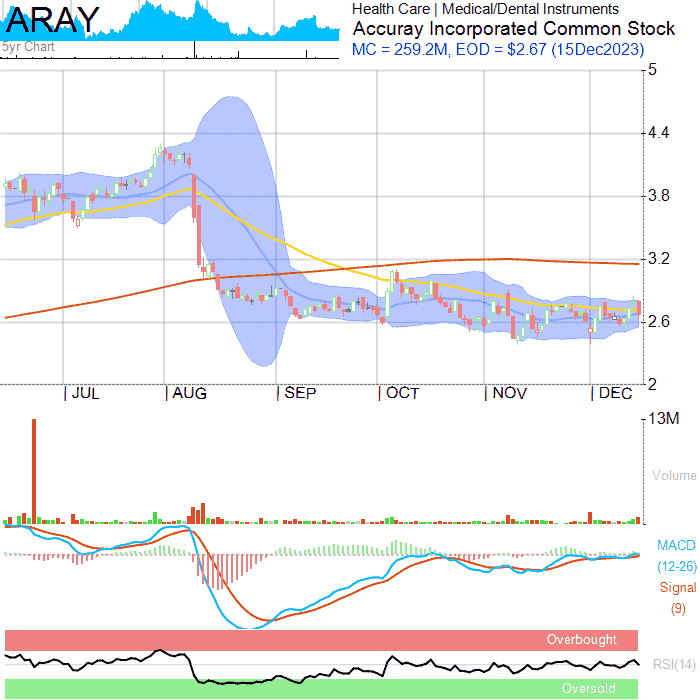 ARAY
5yr Chart
Health Care | Medical/Dental Instruments
Accuray Incorporated Common Stock
MC = 259.2M, EOD = $2.67 (15Dec2023)
5
4.4
3.8
3.2
2.6
2
JUL AUG SEP OCT NOV DEC
13M
Volume
MACD
(12-26)
Signal
(9)
Overbought
RSI(14)
Oversold